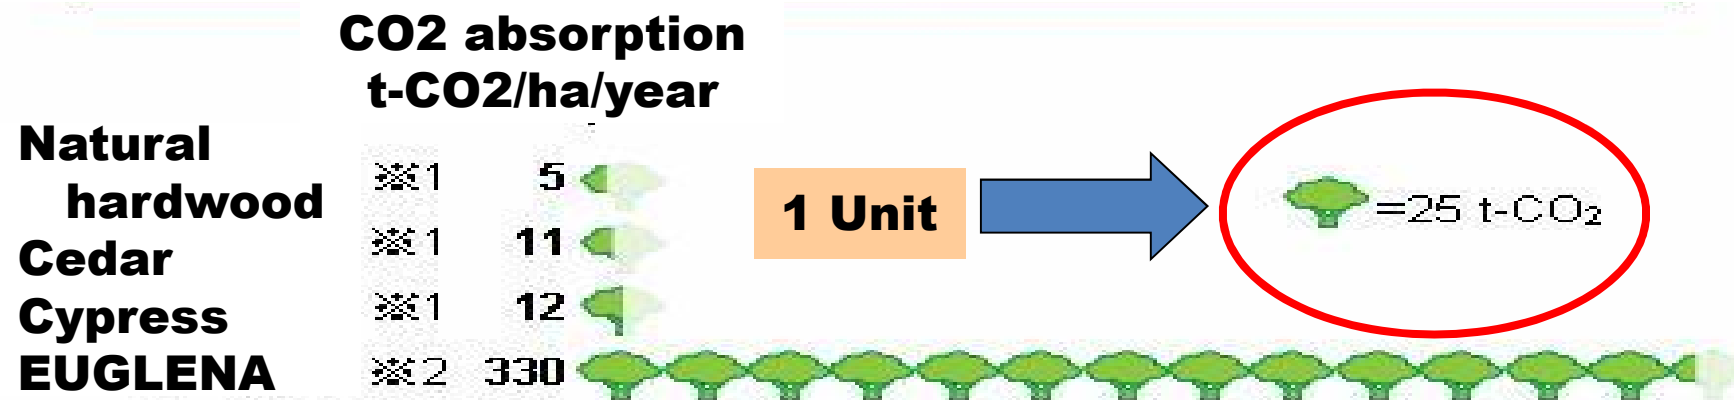 CO2 absorption
t-CO2/ha/year
Natural
hardwood
※1 5
Cedar
※1 11
Cypress
※1 12
EUGLENA
※2 330
1 Unit
=25 t-CO₂